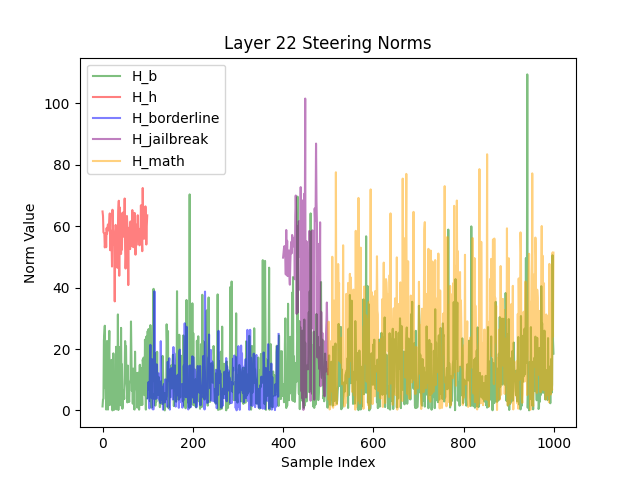 Layer 22 Steering Norms
H_b
H_h
H_borderline
H_jailbreak
H_math
Norm Value
100
80
60
40
20
0
0
200
400
600
800
1000
Sample Index